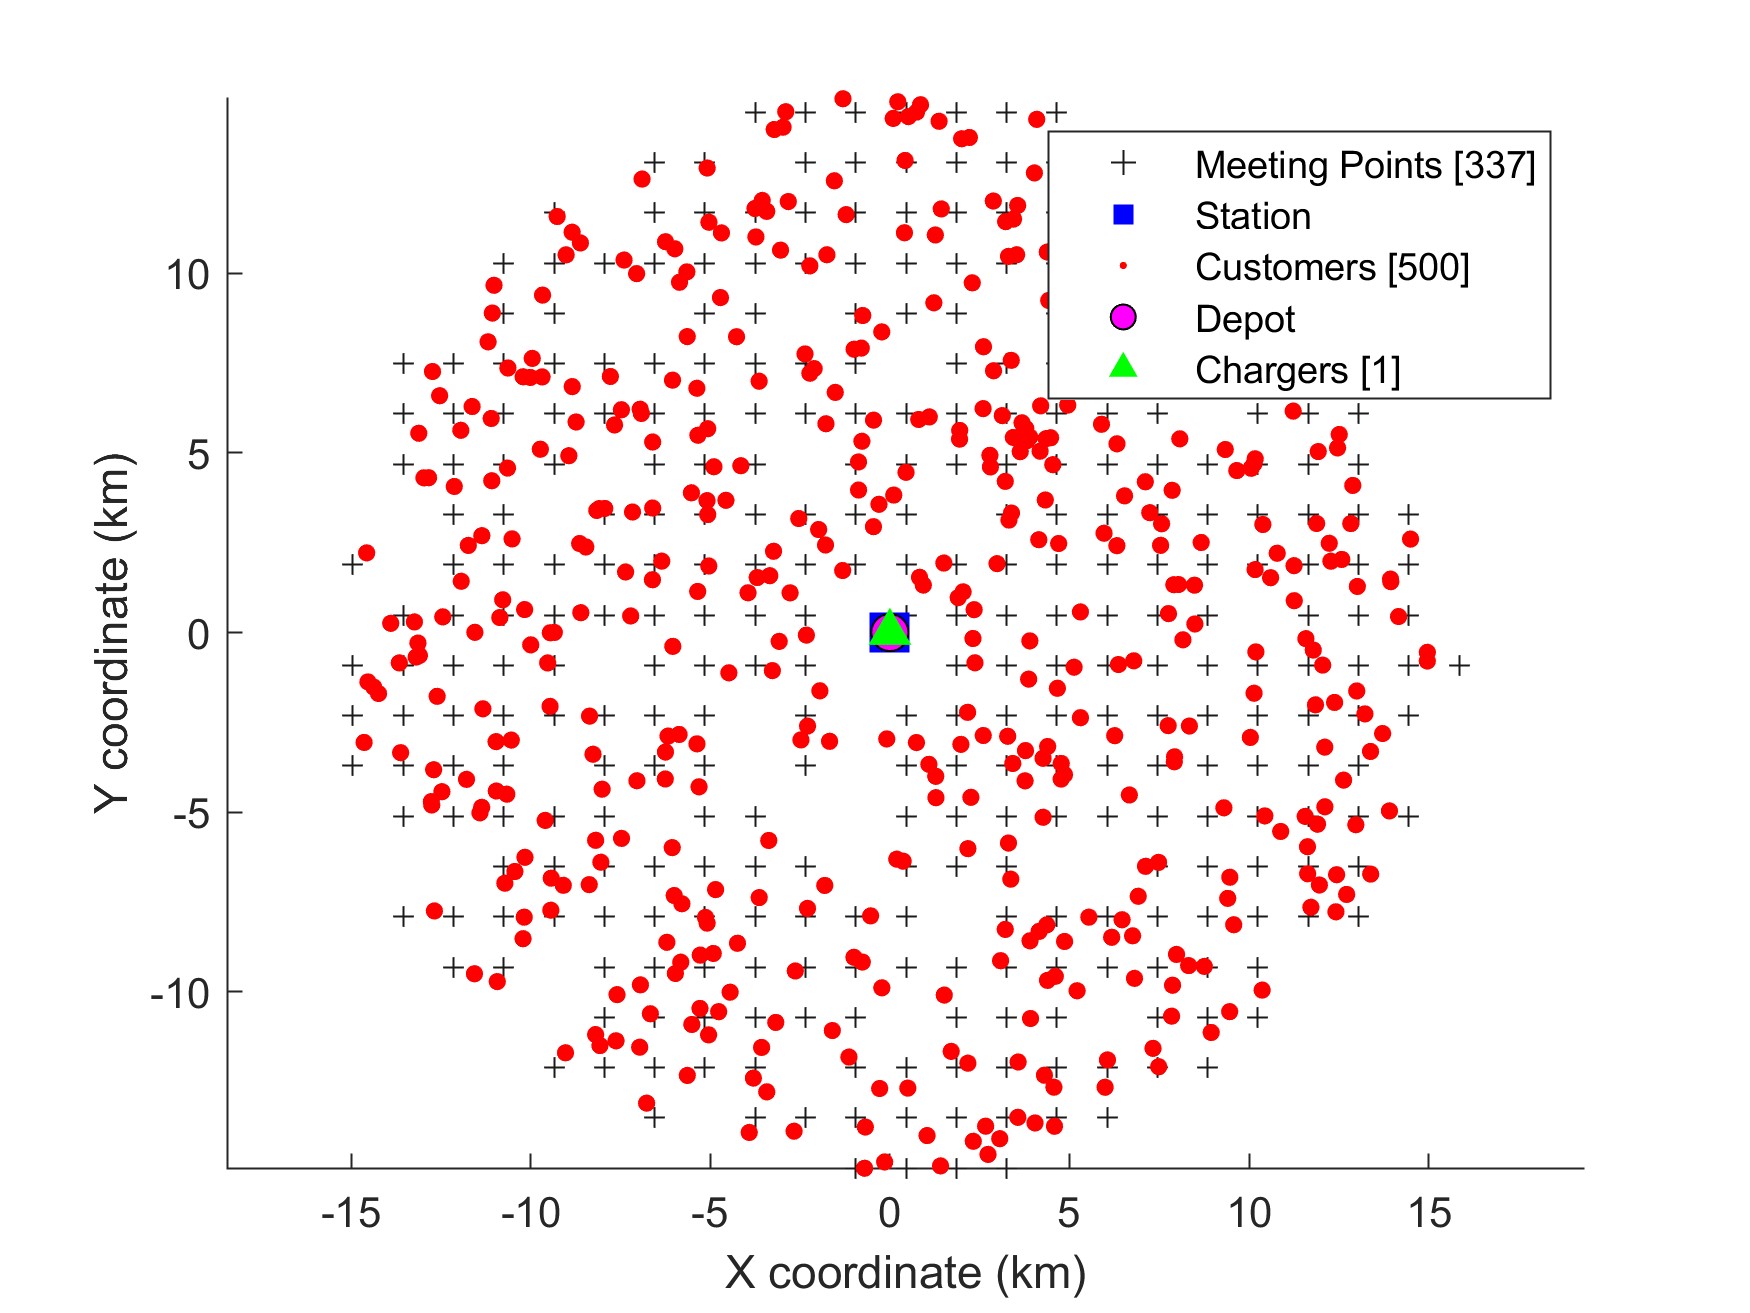 Meeting Points [337]
Station
Customers [500]
Depot
Chargers [1]
10
5
0
-5
-10
Y coordinate (km)
-15 -10 -5 0 5 10 15
X coordinate (km)